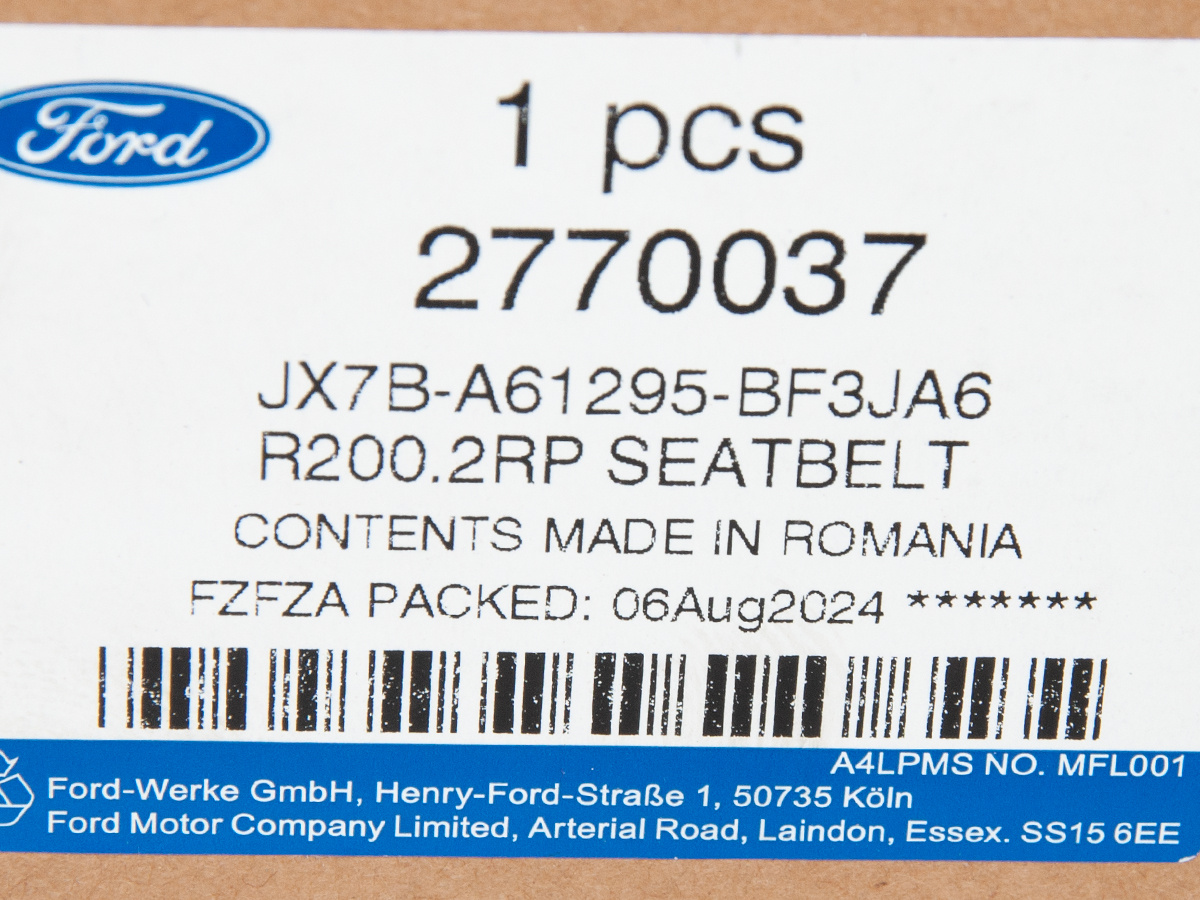 Ford
1 pcs
2770037
JX7B-A61295-BF3JA6
R200.2RP SEATBELT
CONTENTS MADE IN ROMANIA
FZFZA PACKED: 06Aug2024 *******
A4LPMS NO. MFL001
Ford-Werke GmbH, Henry-Ford-Straße 1, 50735 Köln
Ford Motor Company Limited, Arterial Road, Laindon, Essex. SS15 6EE